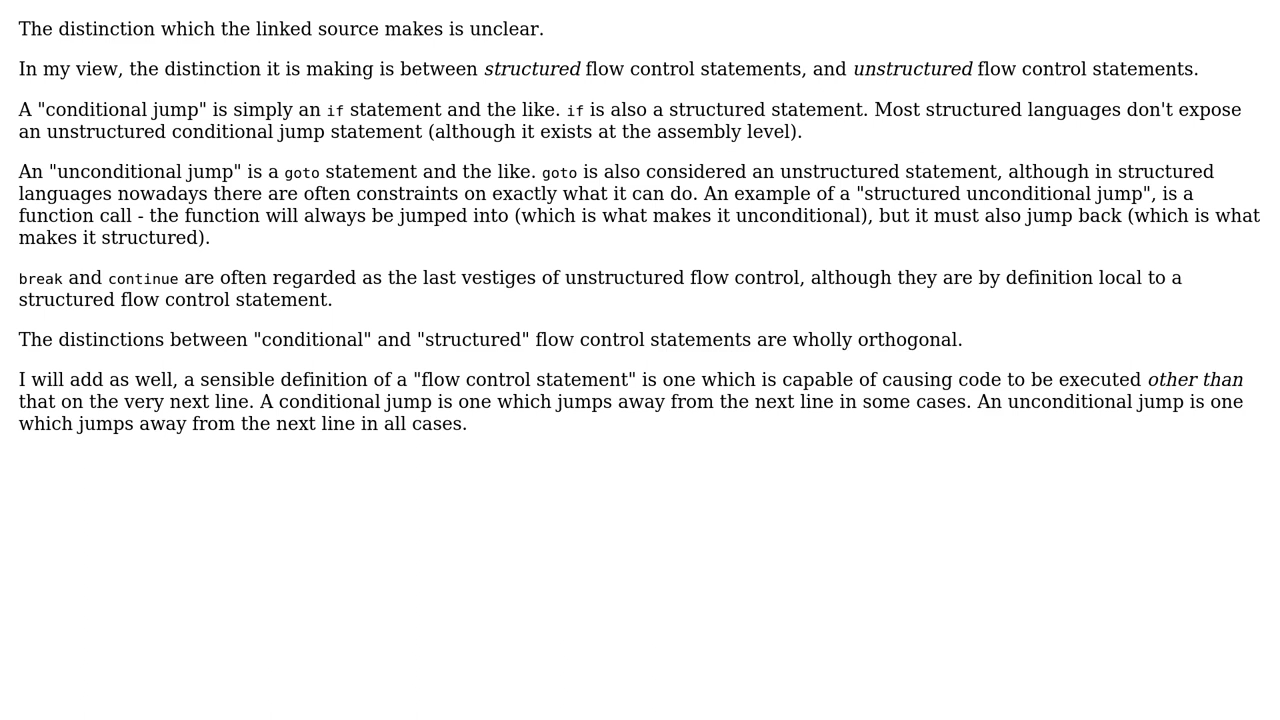 The distinction which the linked source makes is unclear.
In my view, the distinction it is making is between structured flow control statements, and unstructured flow control statements.
A "conditional jump" is simply an if statement and the like. if is also a structured statement. Most structured languages don't expose
an unstructured conditional jump statement (although it exists at the assembly level).
An "unconditional jump" is a goto statement and the like. goto is also considered an unstructured statement, although in structured
languages nowadays there are often constraints on exactly what it can do. An example of a "structured unconditional jump", is a
function call - the function will always be jumped into (which is what makes it unconditional), but it must also jump back (which is what
makes it structured).
break and continue are often regarded as the last vestiges of unstructured flow control, although they are by definition local to a
structured flow control statement.
The distinctions between "conditional" and "structured" flow control statements are wholly orthogonal.
I will add as well, a sensible definition of a "flow control statement" is one which is capable of causing code to be executed other than
that on the very next line. A conditional jump is one which jumps away from the next line in some cases. An unconditional jump is one
which jumps away from the next line in all cases.